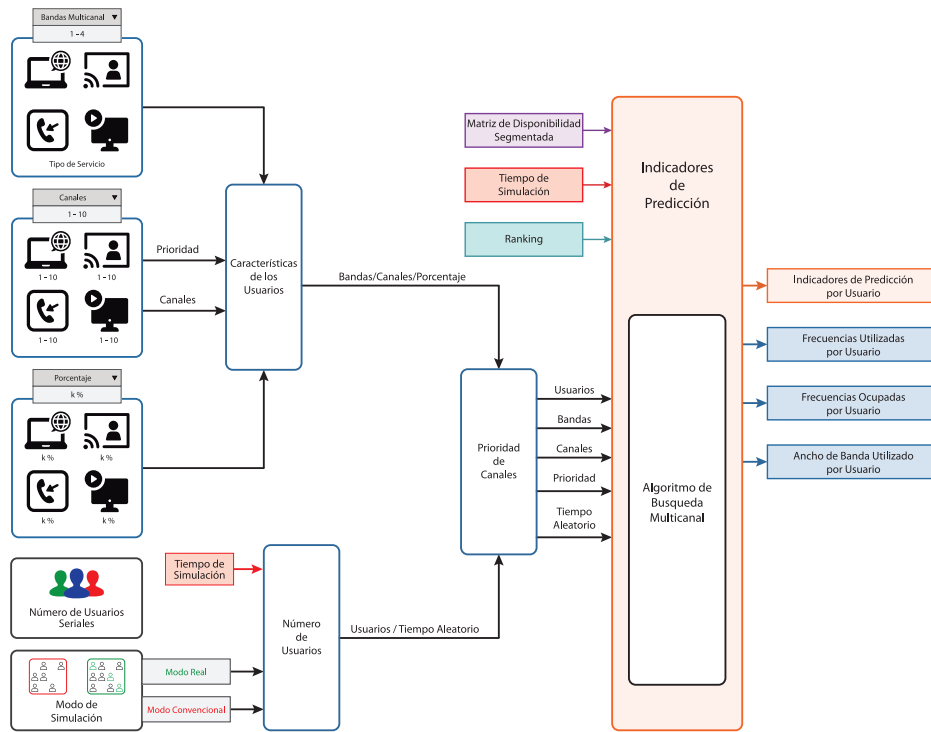 Bandas Multicanal
1 - 4
Tipo de Servicio
Canales
1 - 10
1 - 10
1 - 10
1 - 10
1 - 10
Porcentaje
k %
k %
k %
k %
k %
Prioridad
Canales
Características
de los
Usuarios
Bandas/Canales/Porcentaje
Número de Usuarios
Seriales
Modo de
Simulación
Tiempo de
Simulación
Modo Real
Modo Convencional
Número
de
Usuarios
Usuarios / Tiempo Aleatorio
Prioridad
de
Canales
Usuarios
Bandas
Canales
Prioridad
Tiempo
Aleatorio
Matriz de Disponibilidad
Segmentada
Tiempo de
Simulación
Ranking
Indicadores
de
Predicción
Algoritmo de
Busqueda
Multicanal
Indicadores de Predicción
por Usuario
Frecuencias Utilizadas
por Usuario
Frecuencias Ocupadas
por Usuario
Ancho de Banda Utilizado
por Usuario